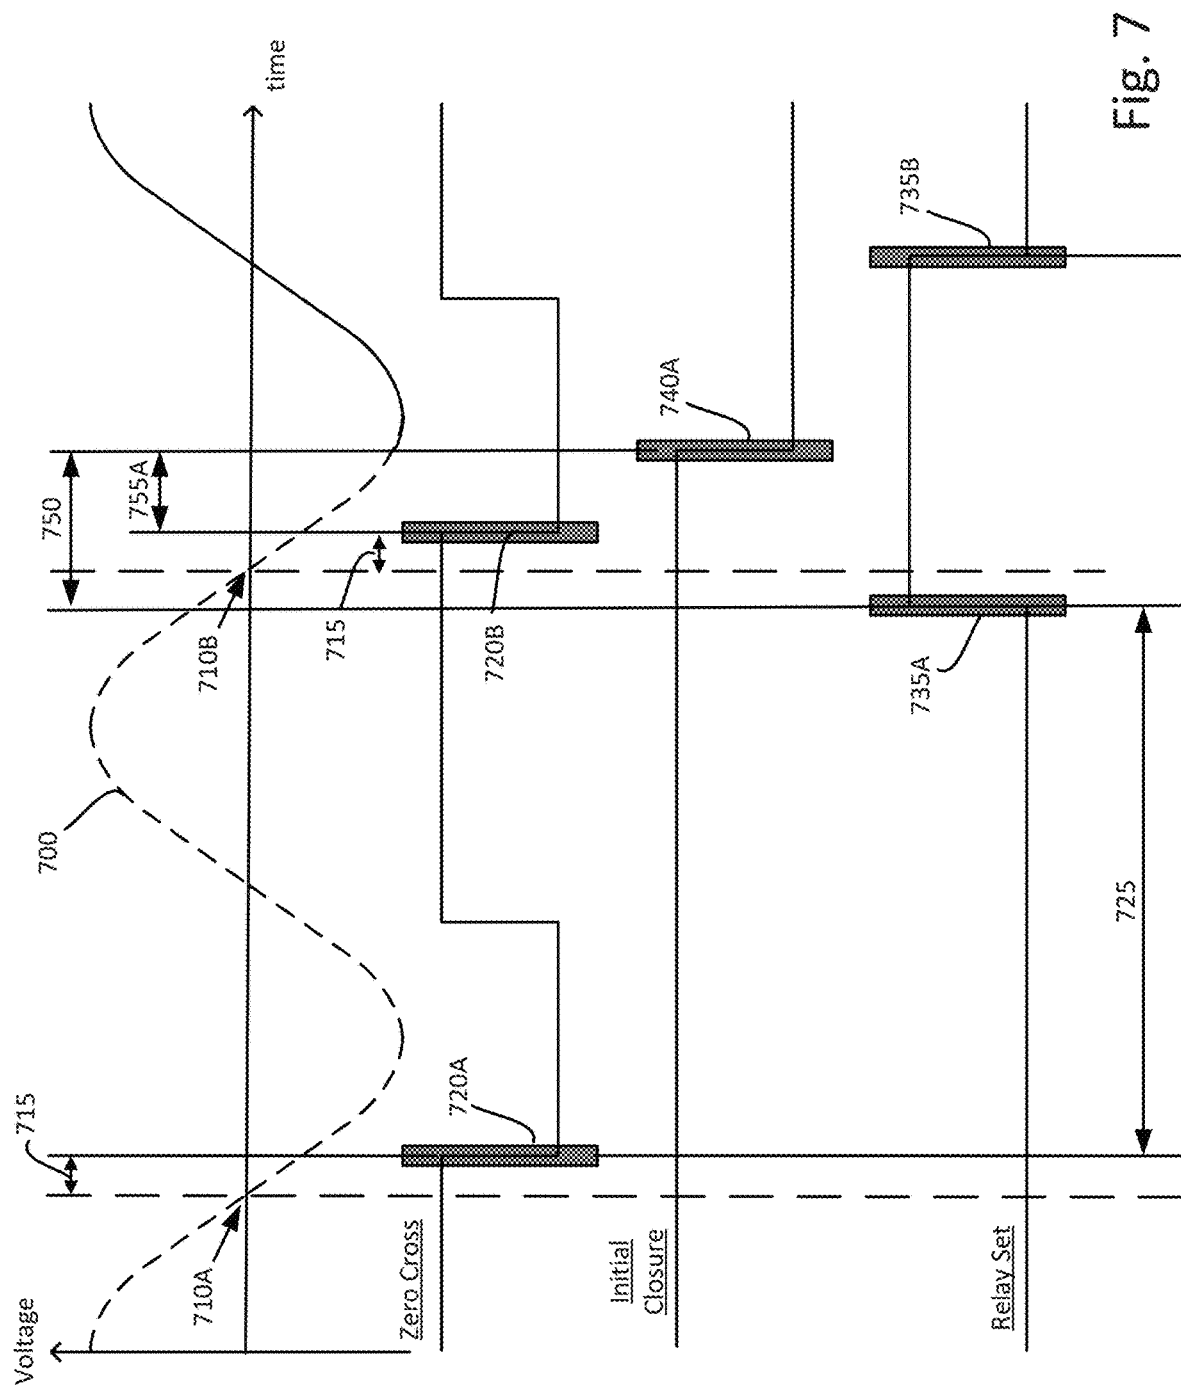 Voltage
715
750
755A
time
700
710A
710B
715
Zero Cross
720A
720B
Initial
Closure
740A
Relay Set
735A
735B
725
Fig. 7